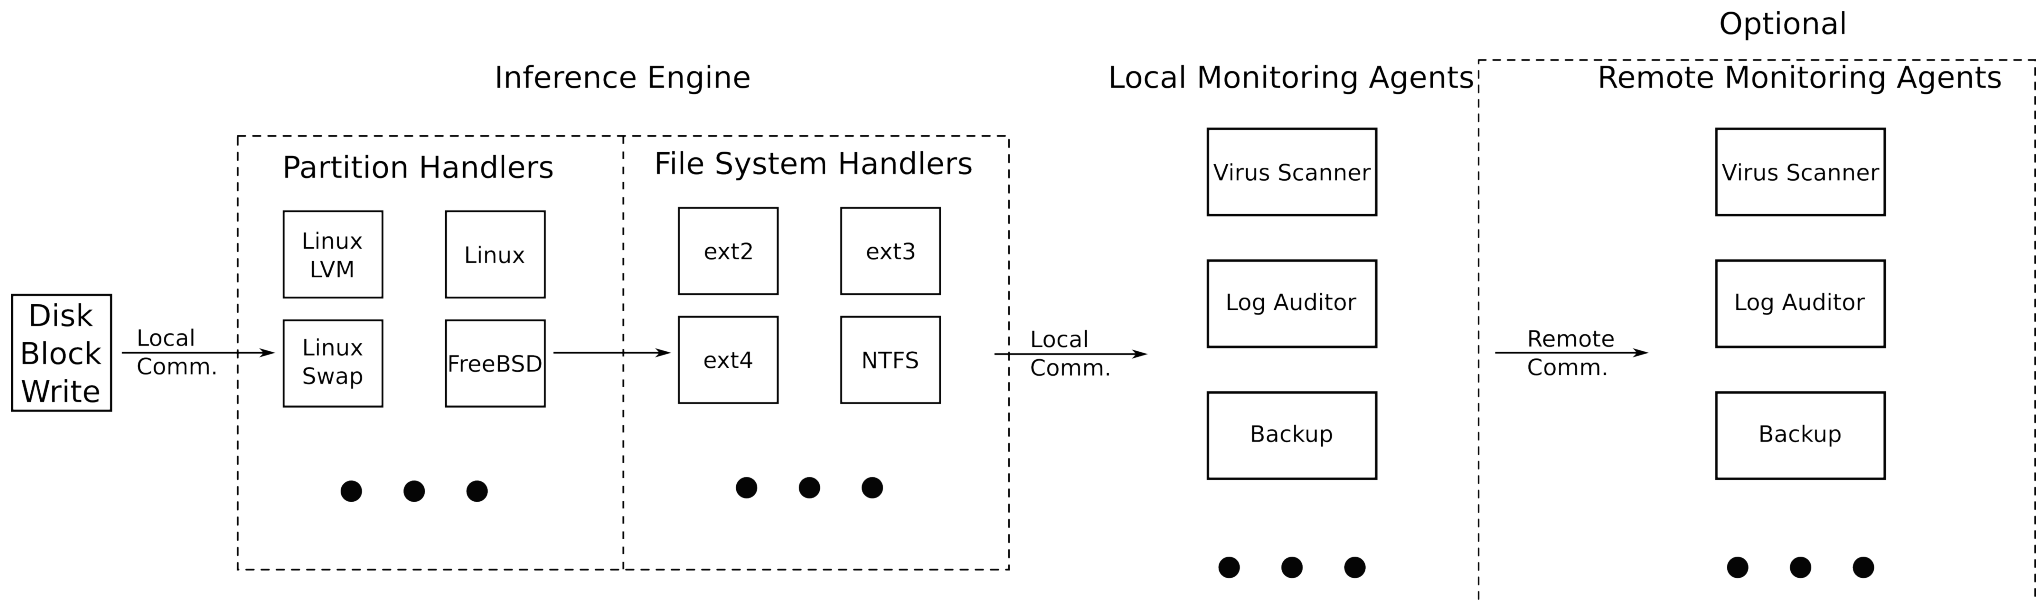 Optional
Inference Engine
Local Monitoring Agents
Remote Monitoring Agents
Partition Handlers
File System Handlers
Disk
Block
Write
Local
Comm.
Linux
LVM
Linux
Linux
Swap
FreeBSD
ext2
ext3
ext4
NTFS
Local
Comm.
Virus Scanner
Log Auditor
Backup
Remote
Comm.
Virus Scanner
Log Auditor
Backup